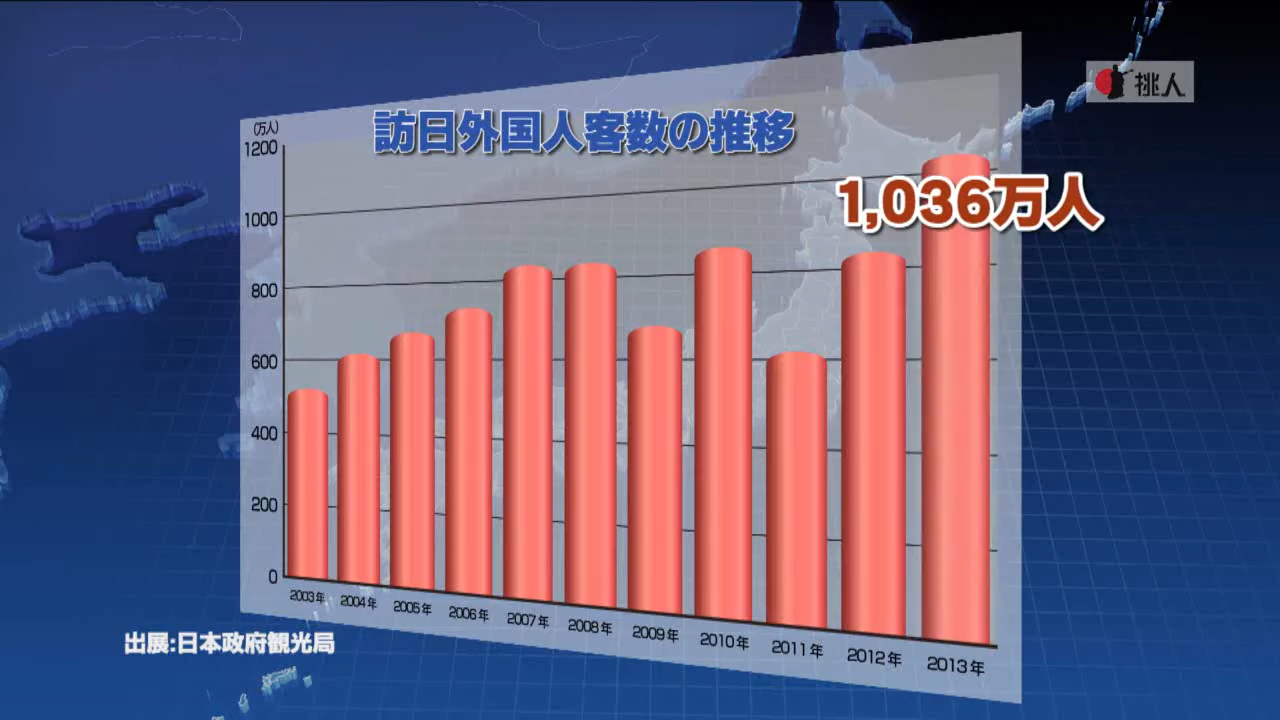 挑人
訪日外国人客数の推移
(万人)
1200
1000
800
600
400
200
0
1,036万人
2003年
2004年
2005年
2006年
2007年
2008年
2009年
2010年
2011年
2012年
2013年
出展:日本政府観光局